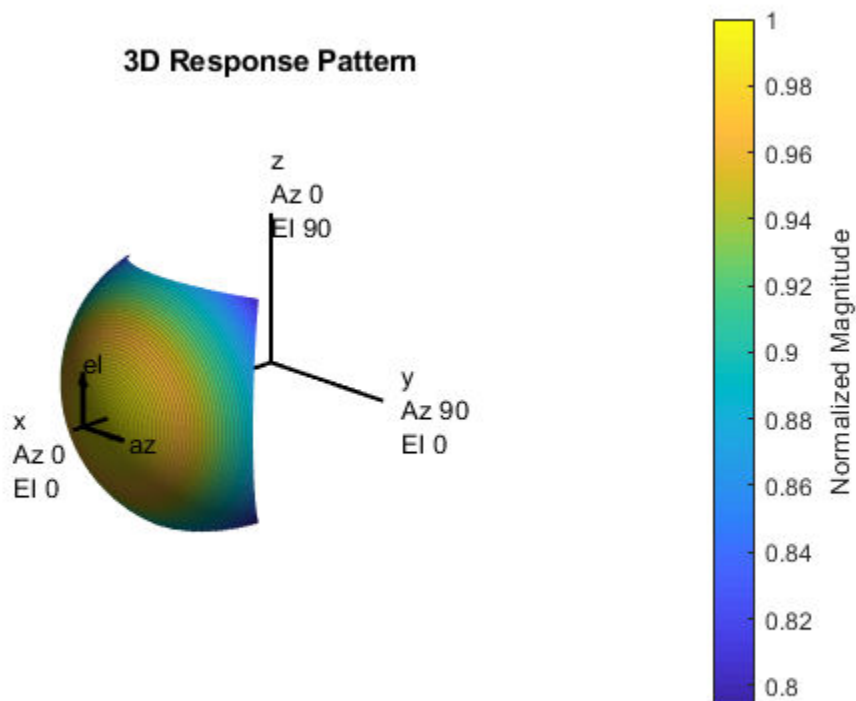 3D Response Pattern
z
Az 0
El 90
el
x
Az 0
El 0
az
y
Az 90
El 0
1
0.98
0.96
0.94
0.92
0.9
0.88
0.86
0.84
0.82
0.8
Normalized Magnitude